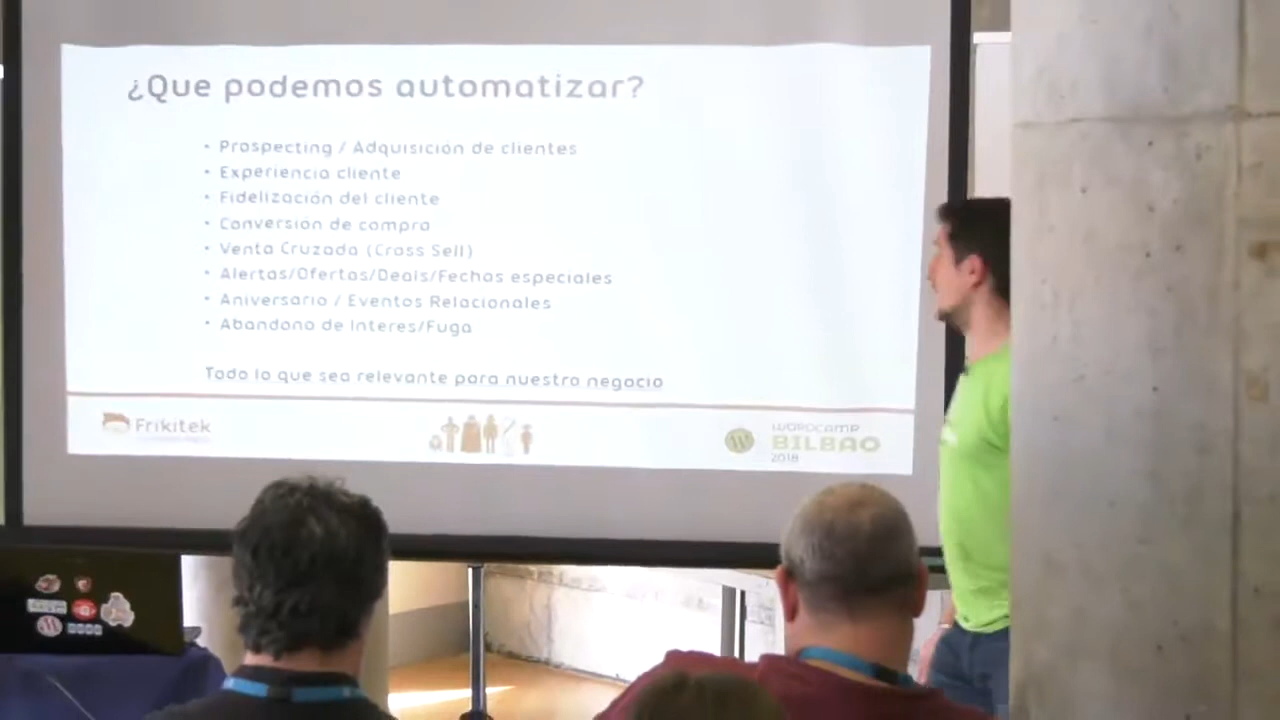 ¿Que podemos automatizar?
• Prospecting / Adquisición de clientes
• Experiencia cliente
• Fidelización del cliente
• Conversión de compra
• Venta Cruzada (Cross Sell)
• Alertas/Ofertas/Deals/Fechas especiales
• Aniversario / Eventos Relacionales
• Abandono de Interes/Fuga
Todo lo que sea relevante para nuestro negocio
Frikitek
WORDCAMP
BILBAO
2018